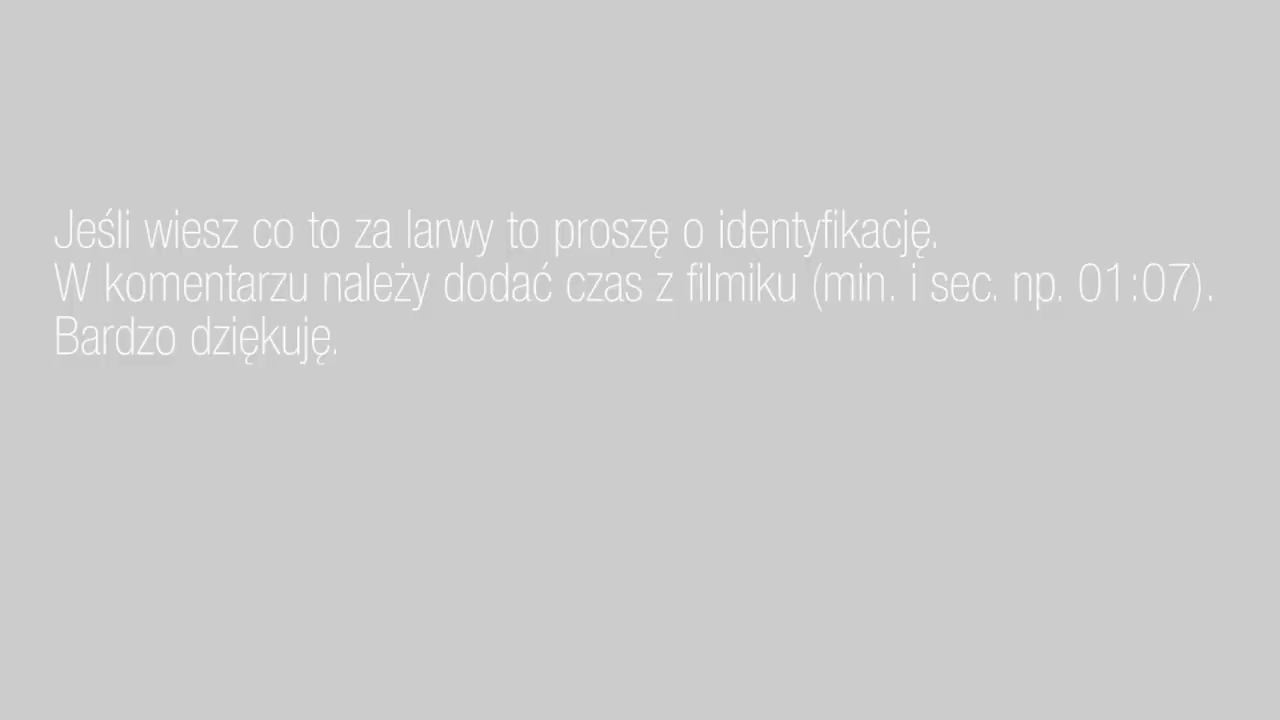 Jeśli wiesz co to za larwy to proszę o identyfikację.
W komentarzu należy dodać czas z filmiku (min. i sec. np. 01:07).
Bardzo dziękuję.